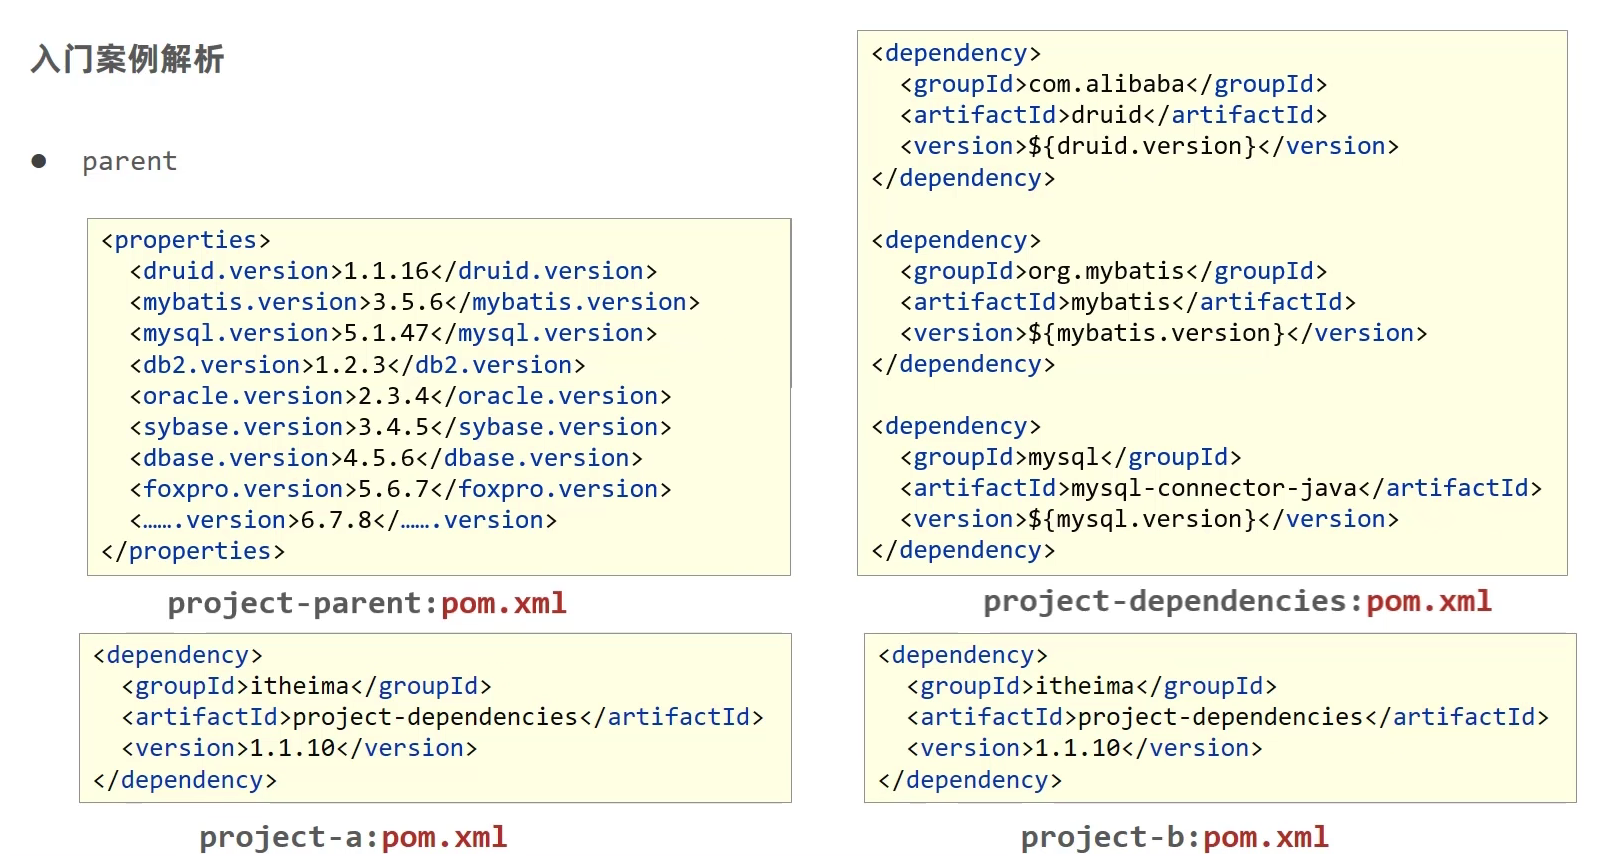 入门案例解析
● parent
<properties>
  <druid.version>1.1.16</druid.version>
  <mybatis.version>3.5.6</mybatis.version>
  <mysql.version>5.1.47</mysql.version>
  <db2.version>1.2.3</db2.version>
  <oracle.version>2.3.4</oracle.version>
  <sybase.version>3.4.5</sybase.version>
  <dbase.version>4.5.6</dbase.version>
  <foxpro.version>5.6.7</foxpro.version>
  <…….version>6.7.8</…….version>
</properties>
project-parent:pom.xml
<dependency>
  <groupId>com.alibaba</groupId>
  <artifactId>druid</artifactId>
  <version>${druid.version}</version>
</dependency>
<dependency>
  <groupId>org.mybatis</groupId>
  <artifactId>mybatis</artifactId>
  <version>${mybatis.version}</version>
</dependency>
<dependency>
  <groupId>mysql</groupId>
  <artifactId>mysql-connector-java</artifactId>
  <version>${mysql.version}</version>
</dependency>
project-dependencies:pom.xml
<dependency>
  <groupId>itheima</groupId>
  <artifactId>project-dependencies</artifactId>
  <version>1.1.10</version>
</dependency>
project-a:pom.xml
<dependency>
  <groupId>itheima</groupId>
  <artifactId>project-dependencies</artifactId>
  <version>1.1.10</version>
</dependency>
project-b:pom.xml